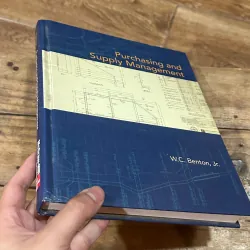 Purchasing and
Supply Management
W.C. Benton, Jr.